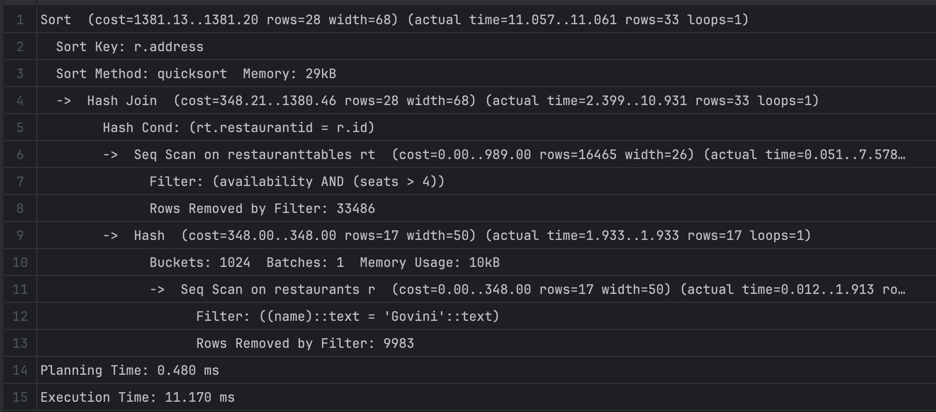 1 Sort  (cost=1381.13..1381.20 rows=28 width=68) (actual time=11.057..11.061 rows=33 loops=1)
2   Sort Key: r.address
3   Sort Method: quicksort  Memory: 29kB
4   ->  Hash Join  (cost=348.21..1380.46 rows=28 width=68) (actual time=2.399..10.931 rows=33 loops=1)
5         Hash Cond: (rt.restaurantid = r.id)
6         ->  Seq Scan on restauranttables rt  (cost=0.00..989.00 rows=16465 width=26) (actual time=0.051..7.578…
7               Filter: (availability AND (seats > 4))
8               Rows Removed by Filter: 33486
9         ->  Hash  (cost=348.00..348.00 rows=17 width=50) (actual time=1.933..1.933 rows=17 loops=1)
10               Buckets: 1024  Batches: 1  Memory Usage: 10kB
11               ->  Seq Scan on restaurants r  (cost=0.00..348.00 rows=17 width=50) (actual time=0.012..1.913 ro…
12                     Filter: ((name)::text = 'Govini'::text)
13                     Rows Removed by Filter: 9983
14 Planning Time: 0.480 ms
15 Execution Time: 11.170 ms